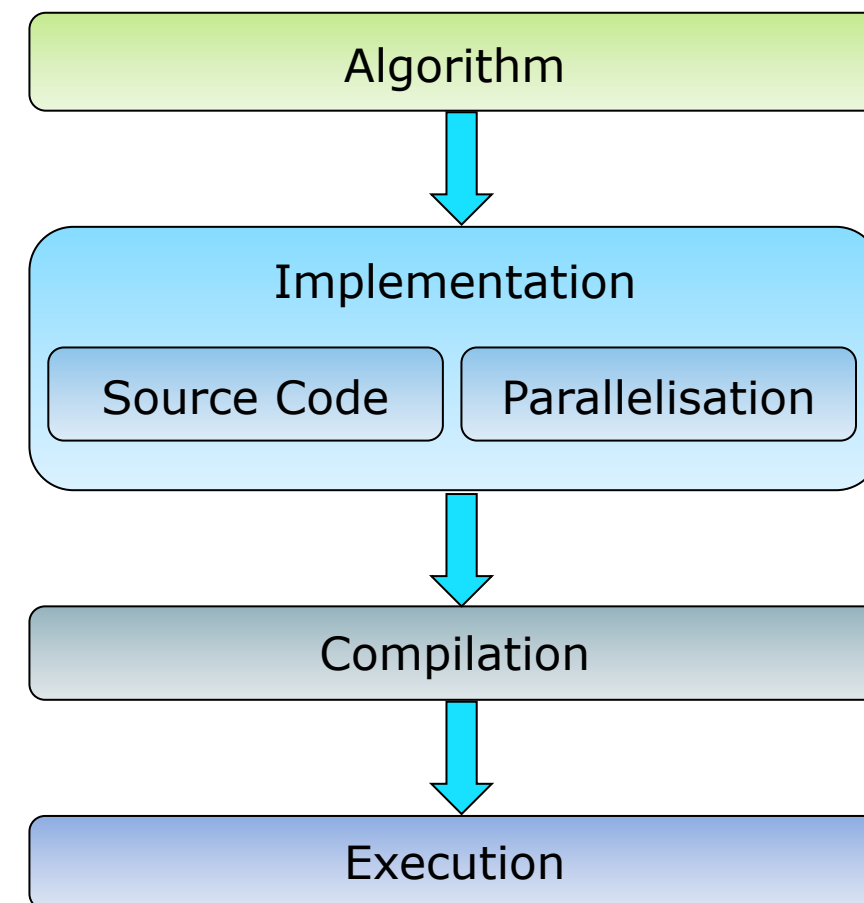 Algorithm
Implementation
Source Code
Parallelisation
Compilation
Execution